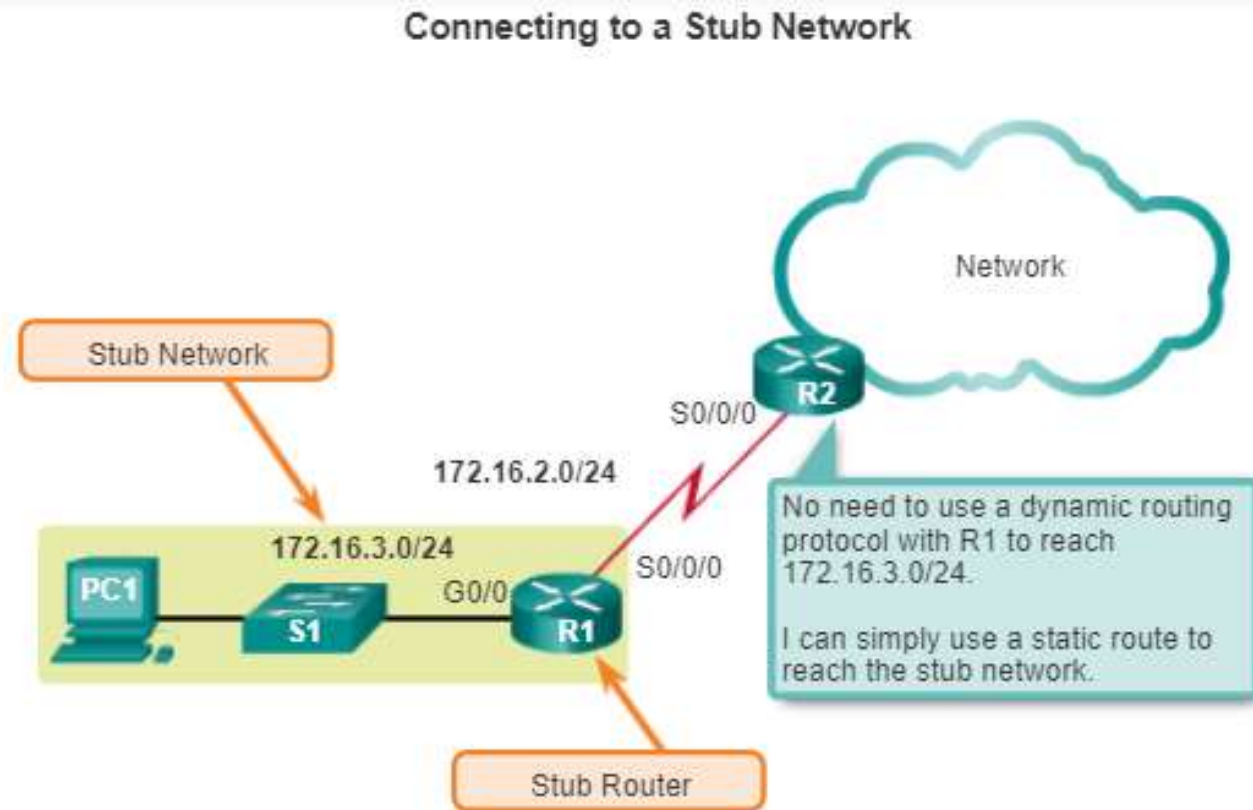 Connecting to a Stub Network
Network
Stub Network
R2
S0/0/0
172.16.2.0/24
No need to use a dynamic routing
protocol with R1 to reach
172.16.3.0/24.
I can simply use a static route to
reach the stub network.
172.16.3.0/24
S0/0/0
PC1
G0/0
S1
R1
Stub Router